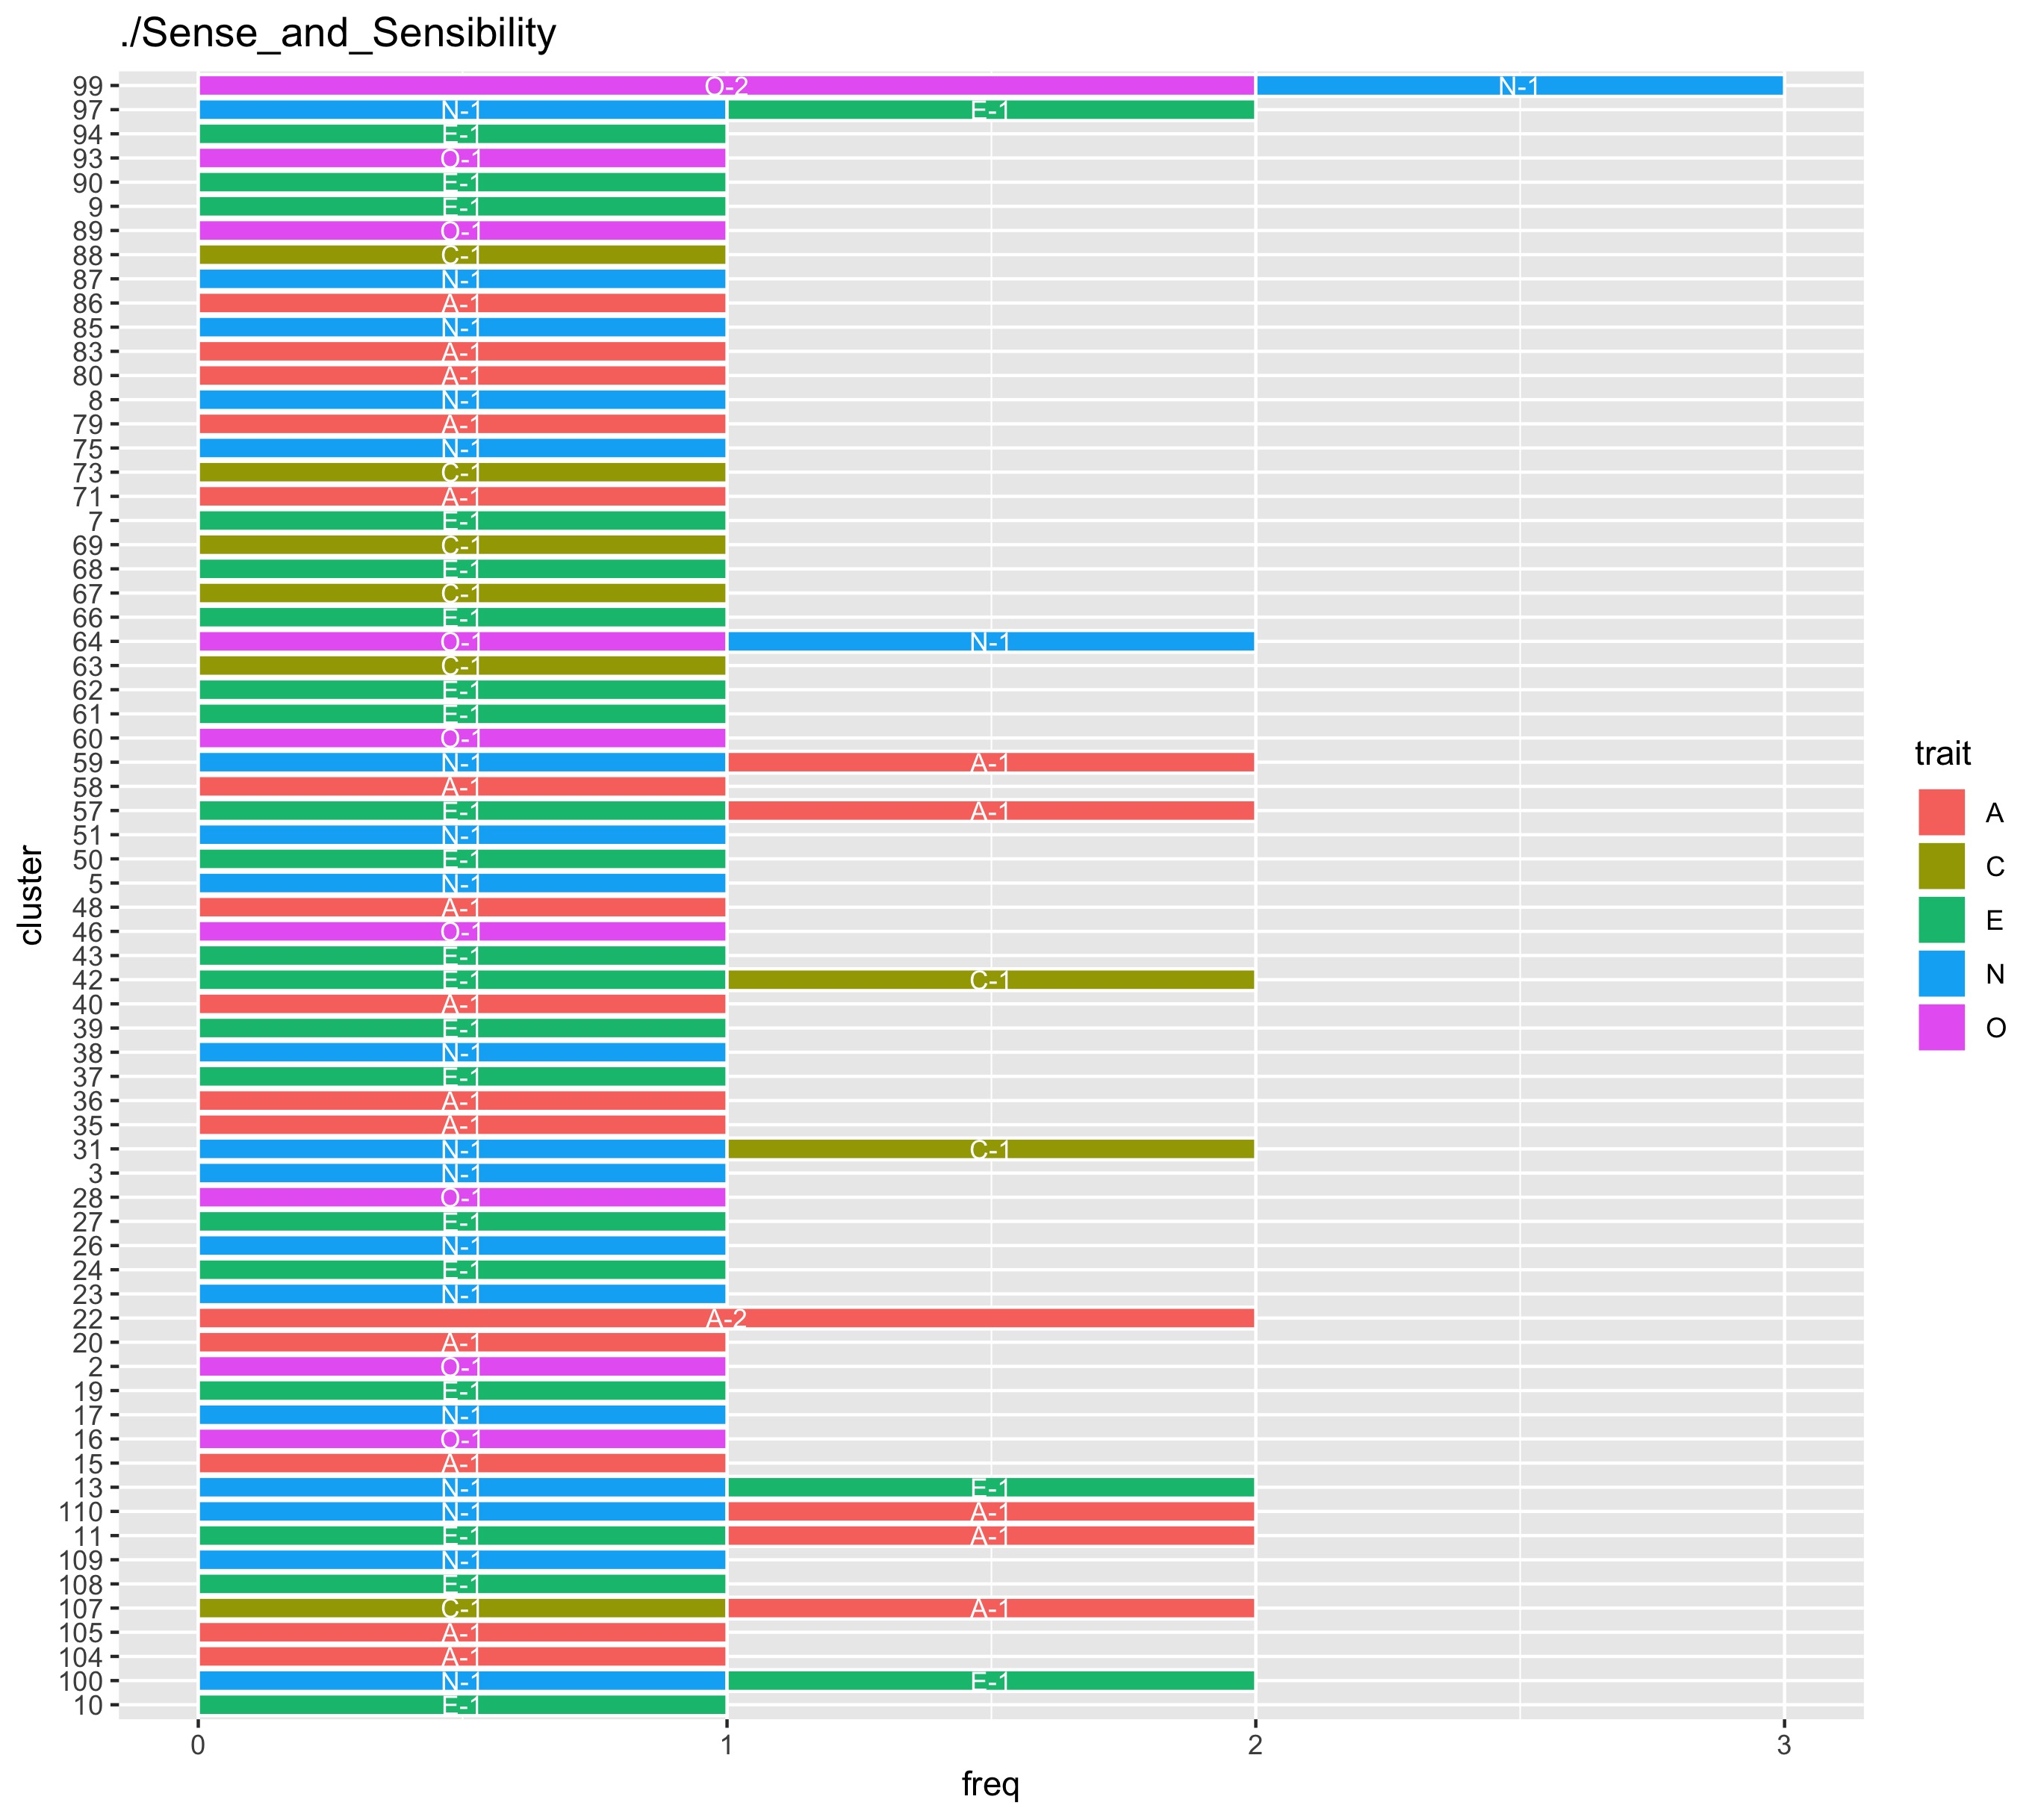 ./Sense_and_Sensibility
99 O-2 N-1
97 N-1 E-1
94 E-1
93 O-1
90 E-1
9 E-1
89 O-1
88 C-1
87 N-1
86 A-1
85 N-1
83 A-1
80 A-1
8 N-1
79 A-1
75 N-1
73 C-1
71 A-1
7 E-1
69 C-1
68 E-1
67 C-1
66 E-1
64 O-1 N-1
63 C-1
62 E-1
61 E-1
60 O-1
59 N-1 A-1
58 A-1
57 E-1 A-1
51 N-1
50 E-1
5 N-1
48 A-1
46 O-1
43 E-1
42 E-1 C-1
40 A-1
39 E-1
38 N-1
37 E-1
36 A-1
35 A-1
31 N-1 C-1
3 N-1
28 O-1
27 E-1
26 N-1
24 E-1
23 N-1
22 A-2
20 A-1
2 O-1
19 E-1
17 N-1
16 O-1
15 A-1
13 N-1 E-1
110 N-1 A-1
11 E-1 A-1
109 N-1
108 E-1
107 C-1 A-1
105 A-1
104 A-1
100 N-1 E-1
10 E-1
0 1 2 3
freq
cluster
trait
A
C
E
N
O